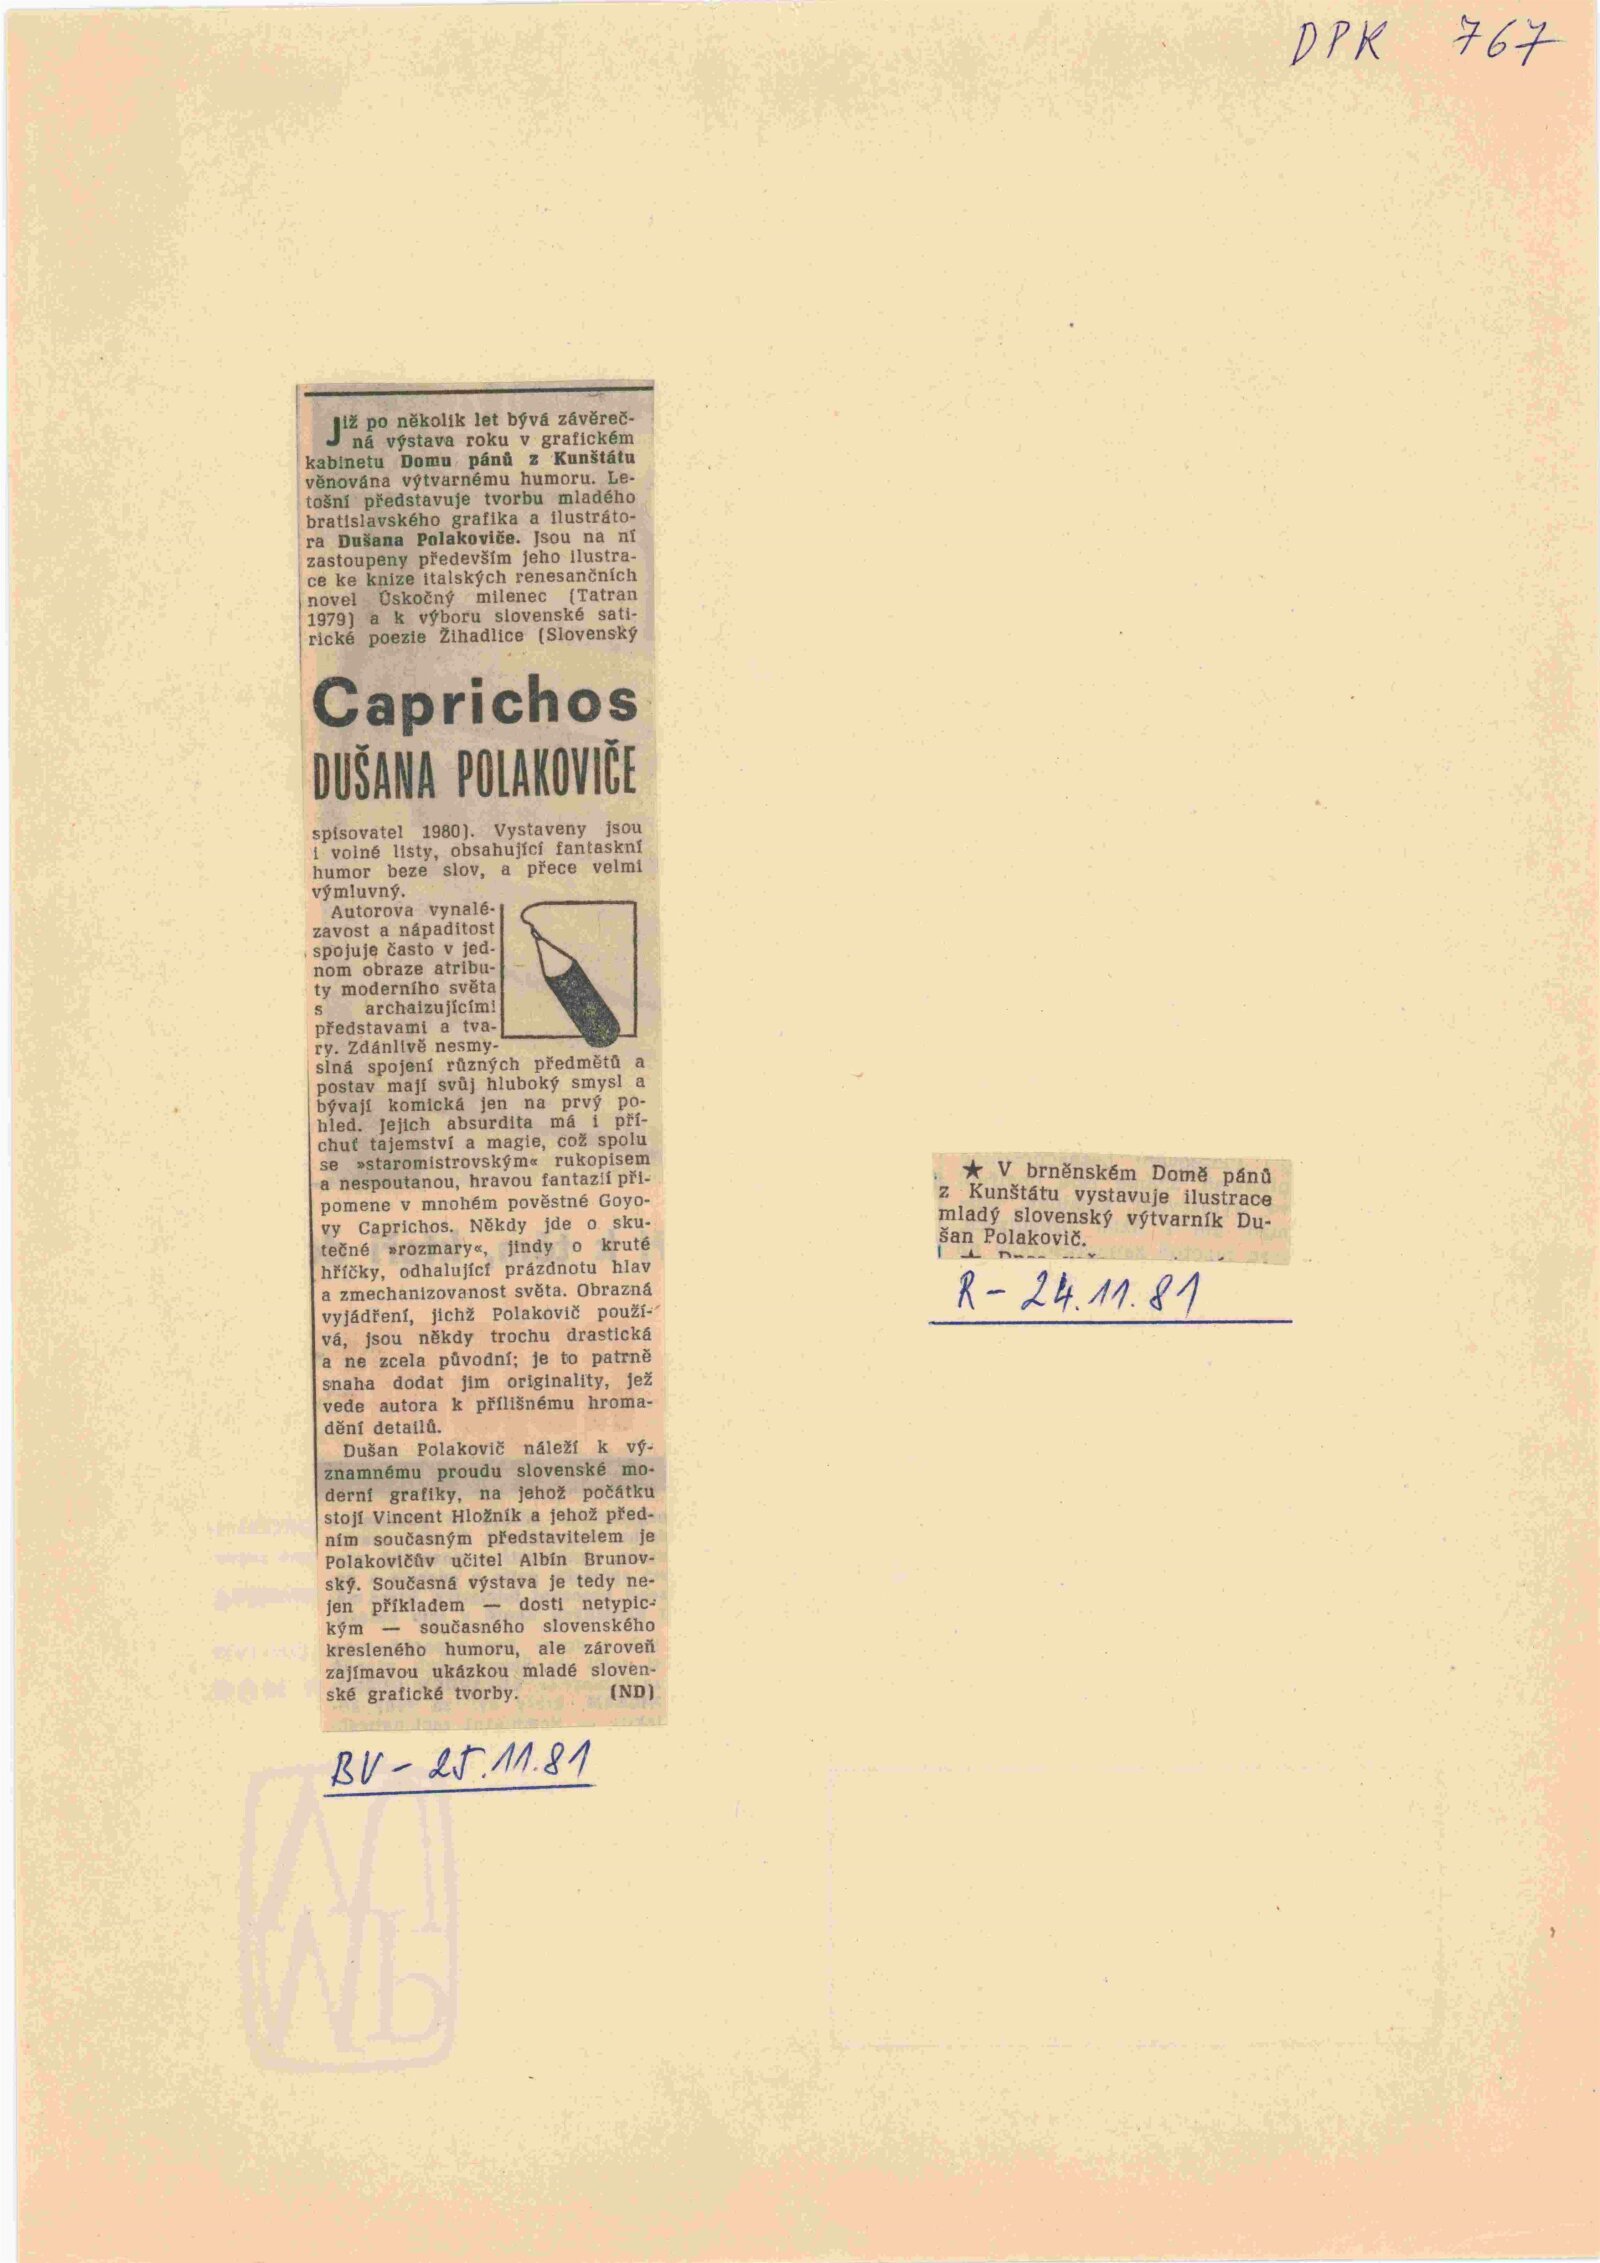 DPK 767
Již po několik let bývá závěreč-
ná výstava roku v grafickém
kabinetu Domu pánů z Kunštátu
věnována výtvarnému humoru. Le-
tošní představuje tvorbu mladého
bratislavského grafika a ilustráto-
ra Dušana Polakoviče. Jsou na ní
zastoupeny především jeho ilustra-
ce ke knize italských renesančních
novel Úskočný milenec (Tatran
1979) a k výboru slovenské sati-
rické poezie Žihadlice (Slovenský
Caprichos
DUŠANA POLAKOVIČE
spisovatel 1980). Vystaveny jsou
i volné listy, obsahující fantaskní
humor beze slov, a přece velmi
výmluvný.
Autorova vynalé-
zavost a nápaditost
spojuje často v jed-
nom obraze atribu-
ty moderního světa
s archaizujícími
představami a tva-
ry. Zdánlivě nesmy-
slná spojení různých předmětů a
postav mají svůj hluboký smysl a
bývají komická jen na prvý po-
hled. Jejich absurdita má i pří-
chuť tajemství a magie, což spolu
se »staromistrovským« rukopisem
a nespoutanou, hravou fantazií při-
pomene v mnohém pověstné Goyo-
vy Caprichos. Někdy jde o sku-
tečné »rozmary«, jindy o kruté
hříčky, odhalující prázdnotu hlav
a zmechanizovanost světa. Obrazná
vyjádření, jichž Polakovič použí-
vá, jsou někdy trochu drastická
a ne zcela původní; je to patrně
snaha dodat jim originality, jež
vede autora k přílišnému hroma-
dění detailů.
Dušan Polakovič náleží k vý-
znamnému proudu slovenské mo-
derní grafiky, na jehož počátku
stojí Vincent Hložník a jehož před-
ním současným představitelem je
Polakovičův učitel Albín Brunov-
ský. Současná výstava je tedy ne-
jen příkladem — dosti netypic-
kým — současného slovenského
kresleného humoru, ale zároveň
zajímavou ukázkou mladé sloven-
ské grafické tvorby. (ND)
BV - 25.11.81
★ V brněnském Domě pánů
z Kunštátu vystavuje ilustrace
mladý slovenský výtvarník Du-
šan Polakovič.
R - 24.11.81